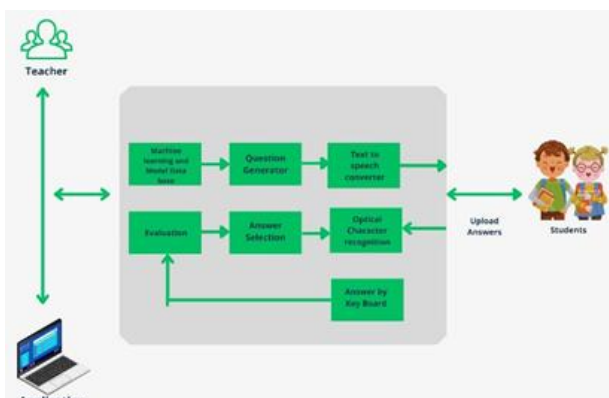 Teacher
Machine
learning and
Model Data
base
Question
Generator
Text to
speech
converter
Evaluation
Answer
Selection
Optical
Character
recognition
Upload
Answers
Students
Answer by
Key Board